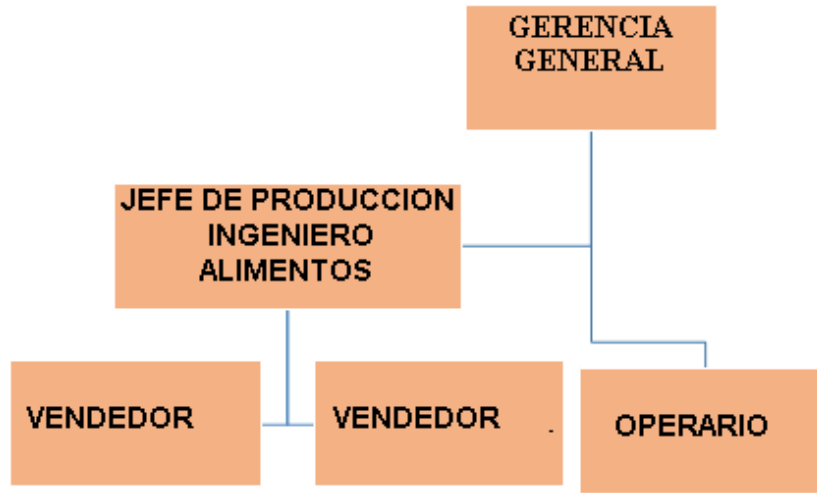 GERENCIA
GENERAL
JEFE DE PRODUCCION
INGENIERO
ALIMENTOS
VENDEDOR
VENDEDOR .
OPERARIO